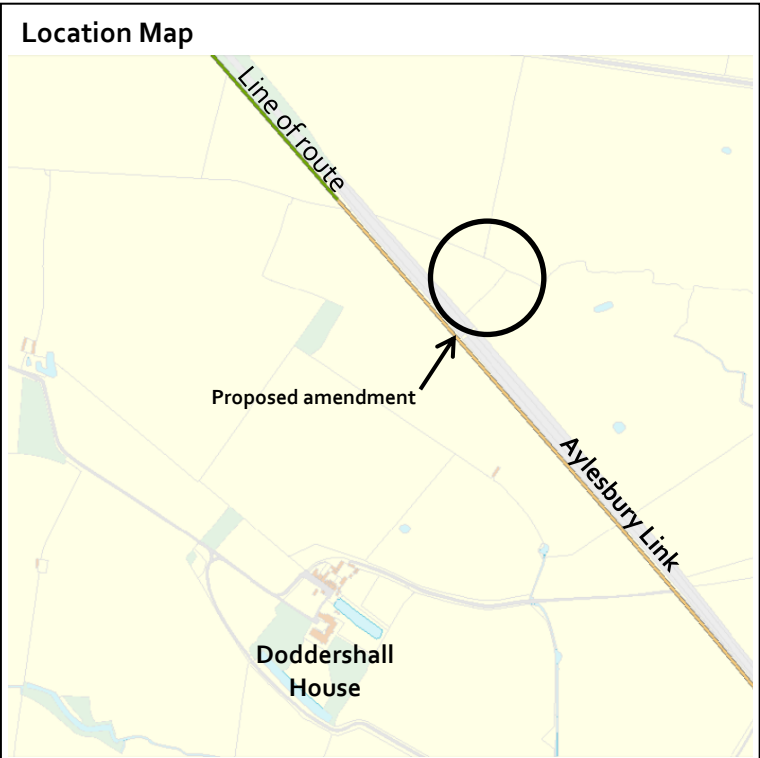 Location Map
Line of route
Proposed amendment
Aylesbury Link
Doddershall
House